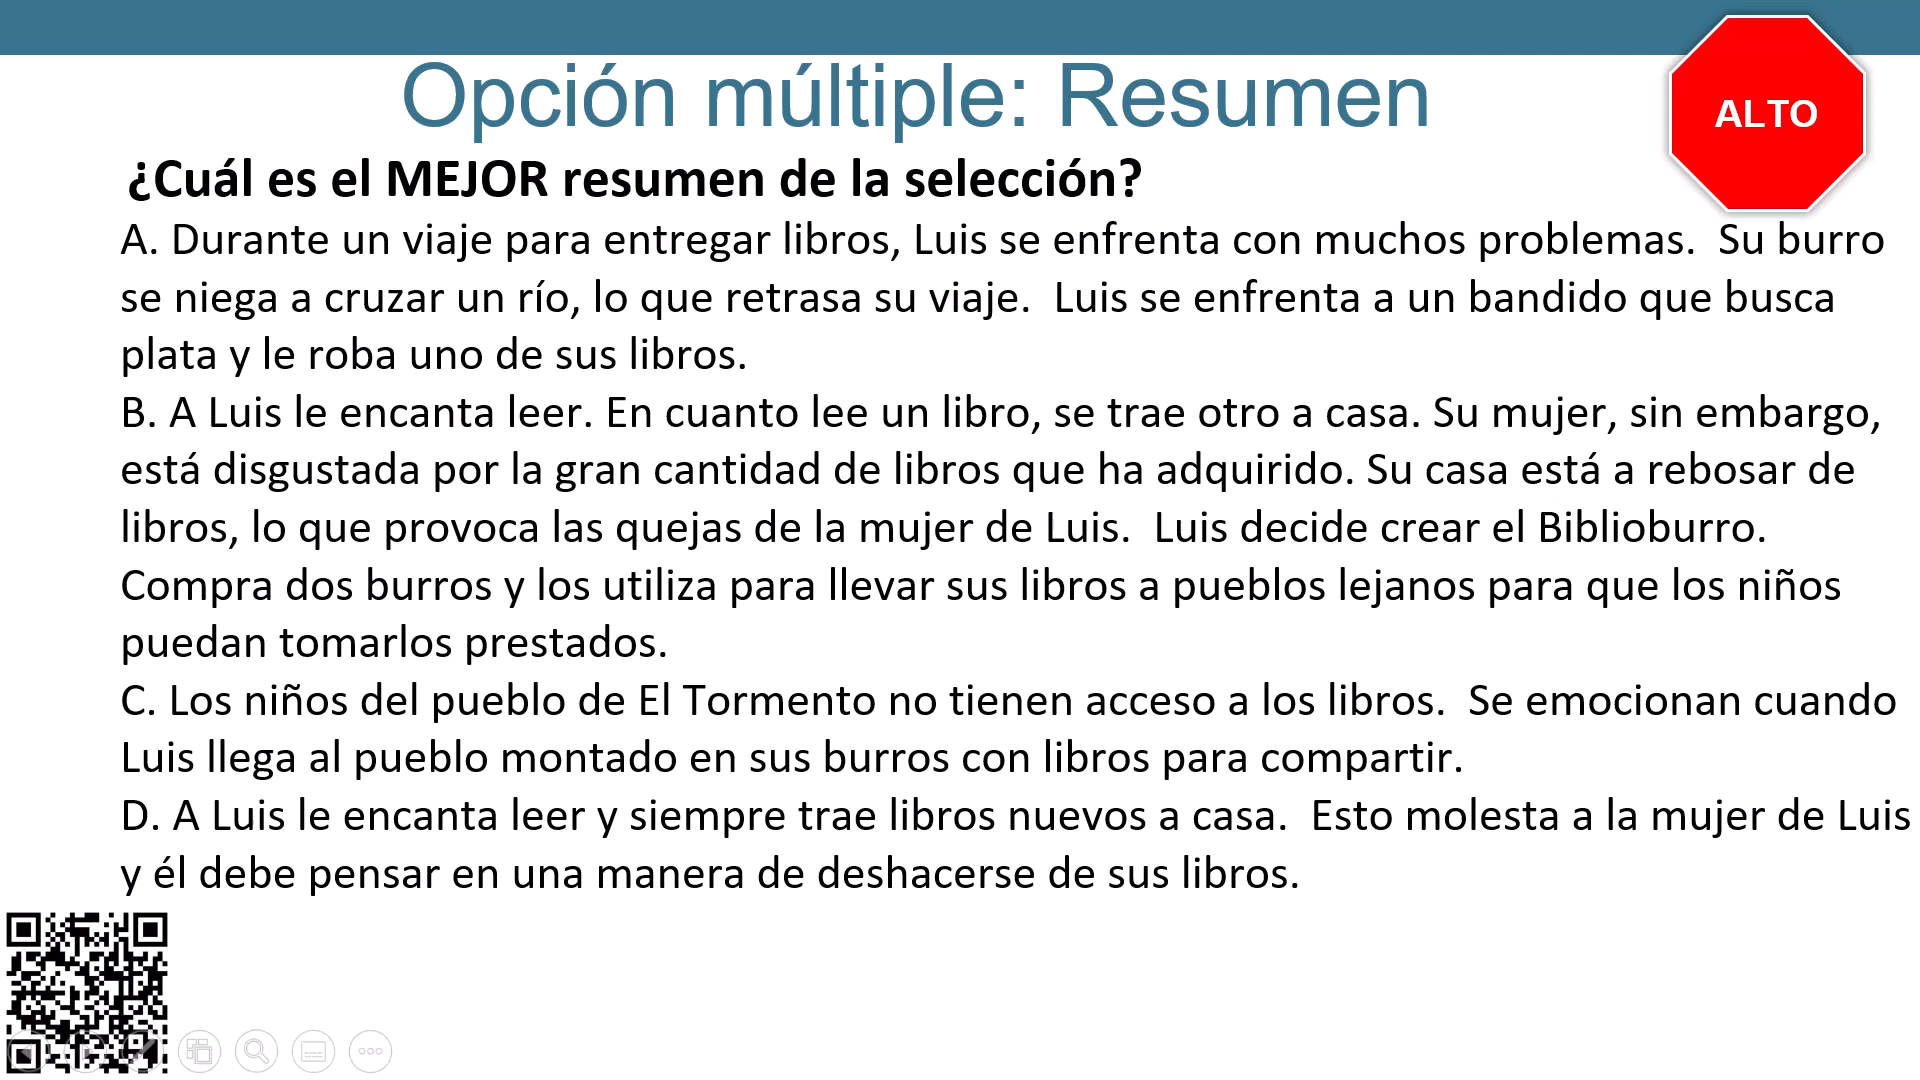 Opción múltiple: Resumen
ALTO
¿Cuál es el MEJOR resumen de la selección?
A. Durante un viaje para entregar libros, Luis se enfrenta con muchos problemas.  Su burro
se niega a cruzar un río, lo que retrasa su viaje.  Luis se enfrenta a un bandido que busca
plata y le roba uno de sus libros.
B. A Luis le encanta leer. En cuanto lee un libro, se trae otro a casa. Su mujer, sin embargo,
está disgustada por la gran cantidad de libros que ha adquirido. Su casa está a rebosar de
libros, lo que provoca las quejas de la mujer de Luis.  Luis decide crear el Biblioburro.
Compra dos burros y los utiliza para llevar sus libros a pueblos lejanos para que los niños
puedan tomarlos prestados.
C. Los niños del pueblo de El Tormento no tienen acceso a los libros.  Se emocionan cuando
Luis llega al pueblo montado en sus burros con libros para compartir.
D. A Luis le encanta leer y siempre trae libros nuevos a casa.  Esto molesta a la mujer de Luis
y él debe pensar en una manera de deshacerse de sus libros.